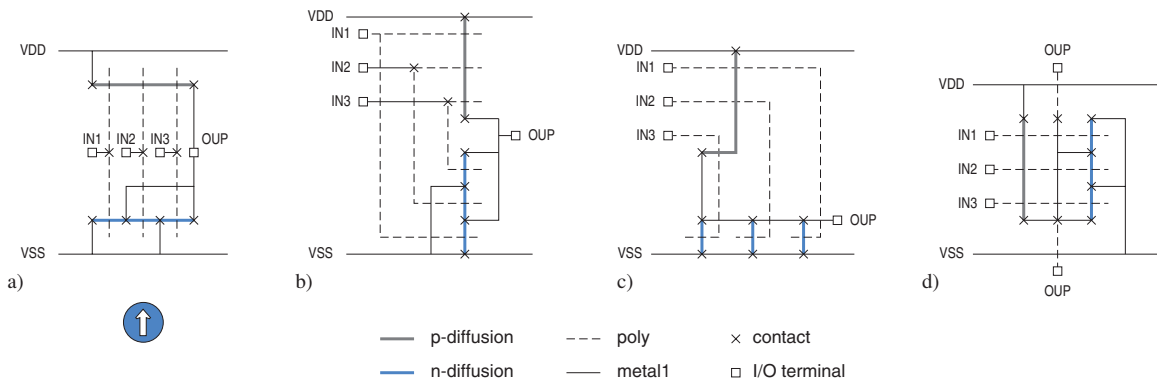 VDD
IN1 IN2 IN3 OUP
VSS
a)
VDD
IN1
IN2
IN3
OUP
VSS
b)
VDD
IN1
IN2
IN3
OUP
VSS
c)
OUP
VDD
IN1
IN2
IN3
VSS
OUP
d)
p-diffusion poly contact
n-diffusion metal1 I/O terminal